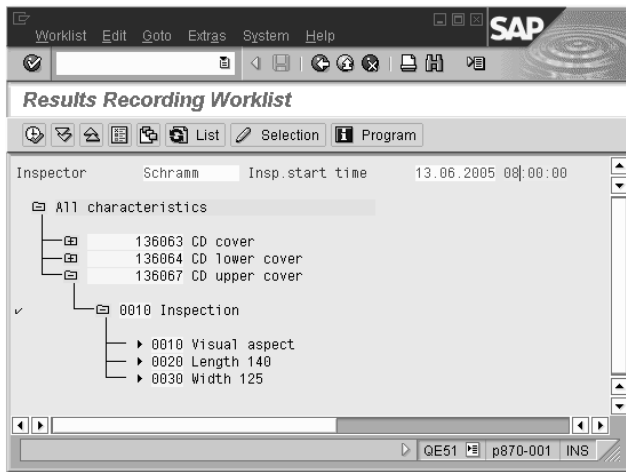 Worklist Edit Goto Extras System Help
SAP
Results Recording Worklist
List Selection Program
Inspector Schramm Insp.start time 13.06.2005 08:00:00
All characteristics
136063 CD cover
136064 CD lower cover
136067 CD upper cover
0010 Inspection
0010 Visual aspect
0020 Length 140
0030 Width 125
QE51 p870-001 INS